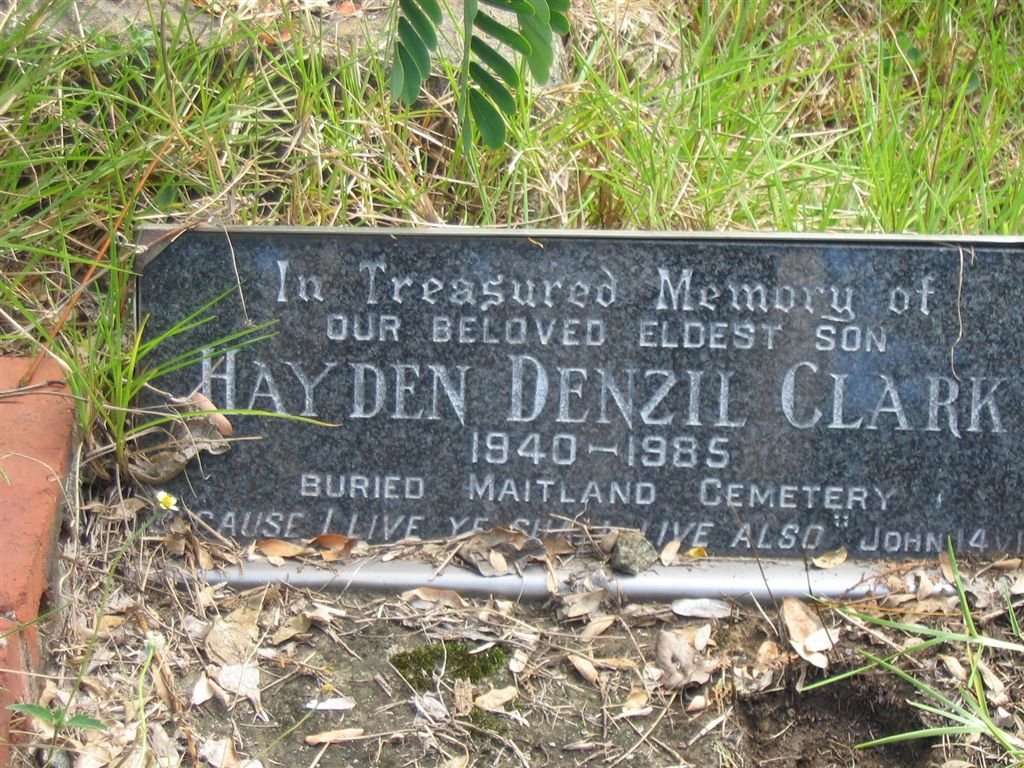 In Treasured Memory of
OUR BELOVED ELDEST SON
HAYDEN DENZIL CLARK
1940-1985
BURIED MAITLAND CEMETERY
CAUSE I LIVE YE LIVE ALSO" JOHN 14